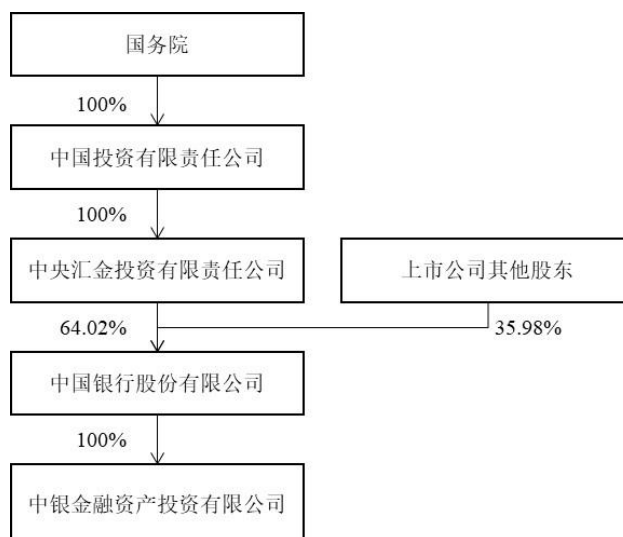 国务院
100%
中国投资有限责任公司
100%
中央汇金投资有限责任公司
上市公司其他股东
64.02%
35.98%
中国银行股份有限公司
100%
中银金融资产投资有限公司